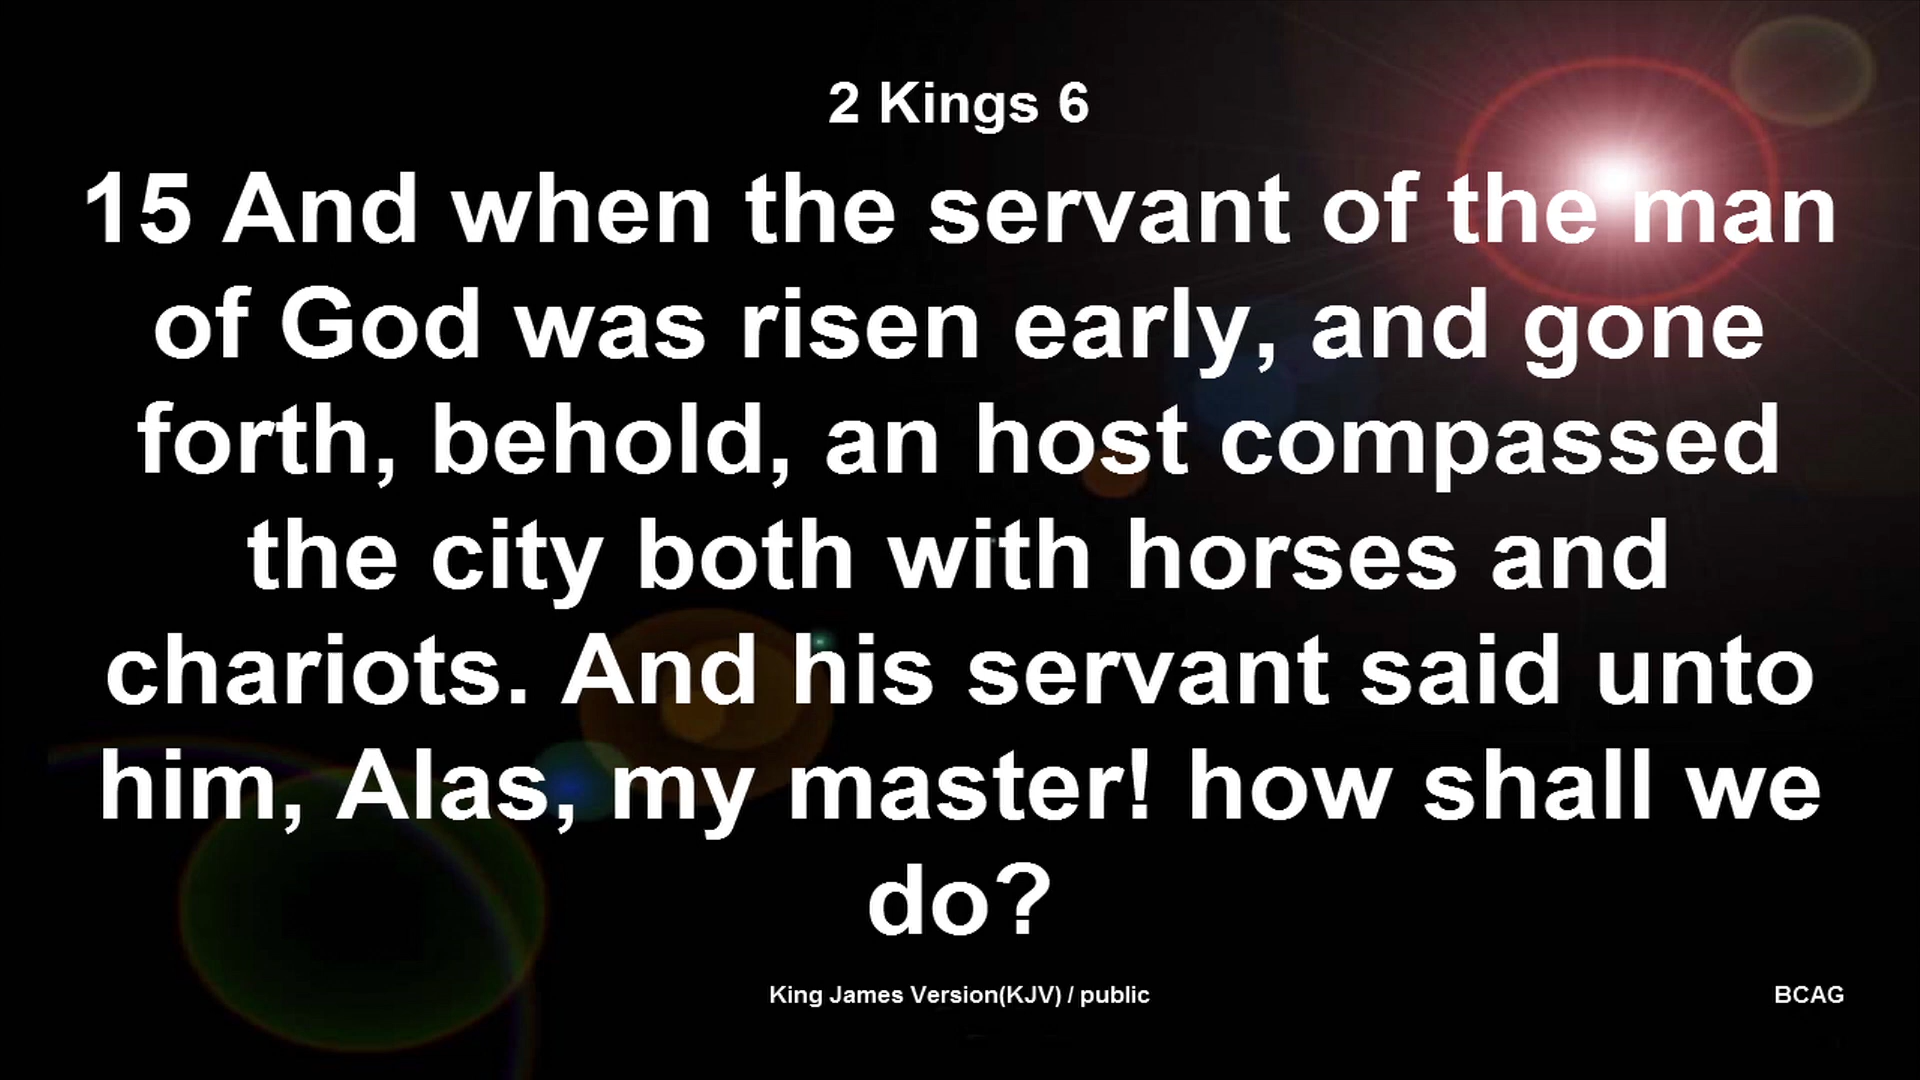 2 Kings 6
15 And when the servant of the man
of God was risen early, and gone
forth, behold, an host compassed
the city both with horses and
chariots. And his servant said unto
him, Alas, my master! how shall we
do?
King James Version(KJV) / public
BCAG